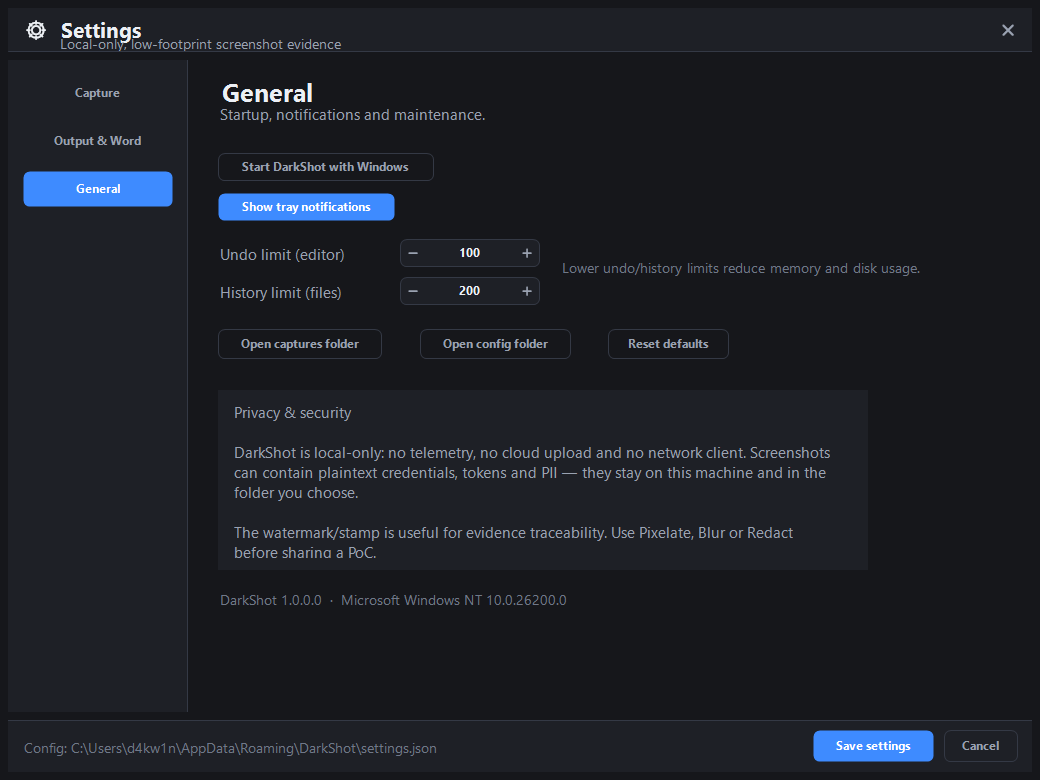 Settings
Local-only, low-footprint screenshot evidence
Capture
Output & Word
General
General
Startup, notifications and maintenance.
Start DarkShot with Windows
Show tray notifications
Undo limit (editor) − 100 +
Lower undo/history limits reduce memory and disk usage.
History limit (files) − 200 +
Open captures folder Open config folder Reset defaults
Privacy & security
DarkShot is local-only: no telemetry, no cloud upload and no network client. Screenshots
can contain plaintext credentials, tokens and PII — they stay on this machine and in the
folder you choose.
The watermark/stamp is useful for evidence traceability. Use Pixelate, Blur or Redact
before sharing a PoC.
DarkShot 1.0.0.0 · Microsoft Windows NT 10.0.26200.0
Config: C:\Users\d4kw1n\AppData\Roaming\DarkShot\settings.json
Save settings Cancel